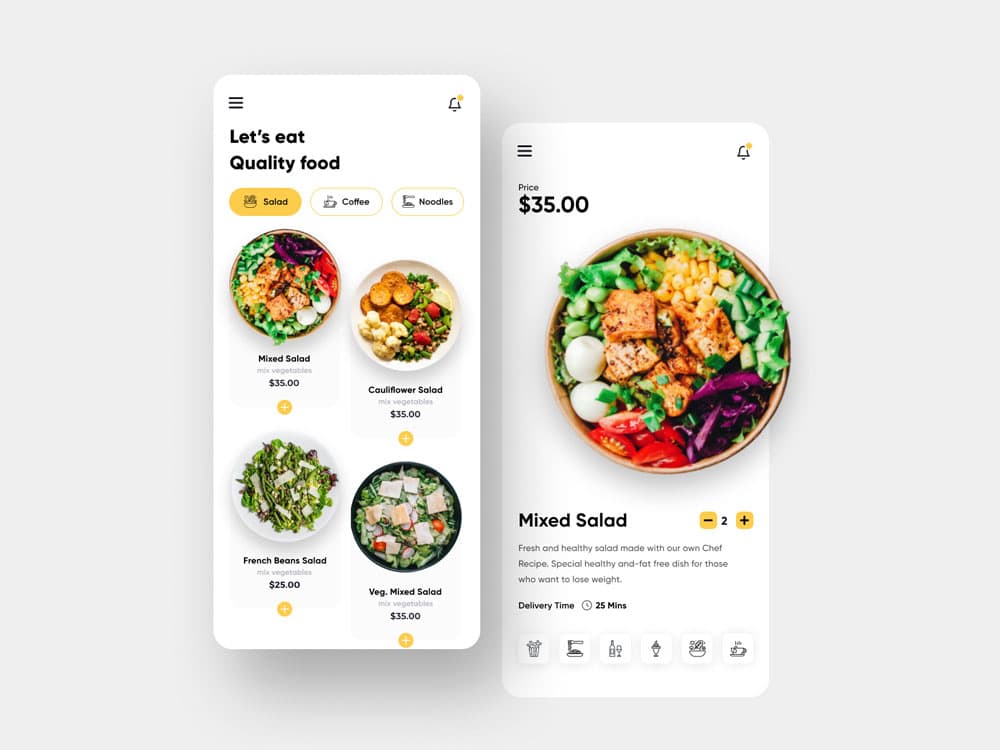 Let’s eat
Quality food
Salad
Coffee
Noodles
Mixed Salad
mix vegetables
$35.00
Cauliflower Salad
mix vegetables
$35.00
French Beans Salad
mix vegetables
$25.00
Veg. Mixed Salad
mix vegetables
$35.00
Price
$35.00
Mixed Salad
2
Fresh and healthy salad made with our own Chef
Recipe. Special healthy and-fat free dish for those
who want to lose weight.
Delivery Time 25 Mins